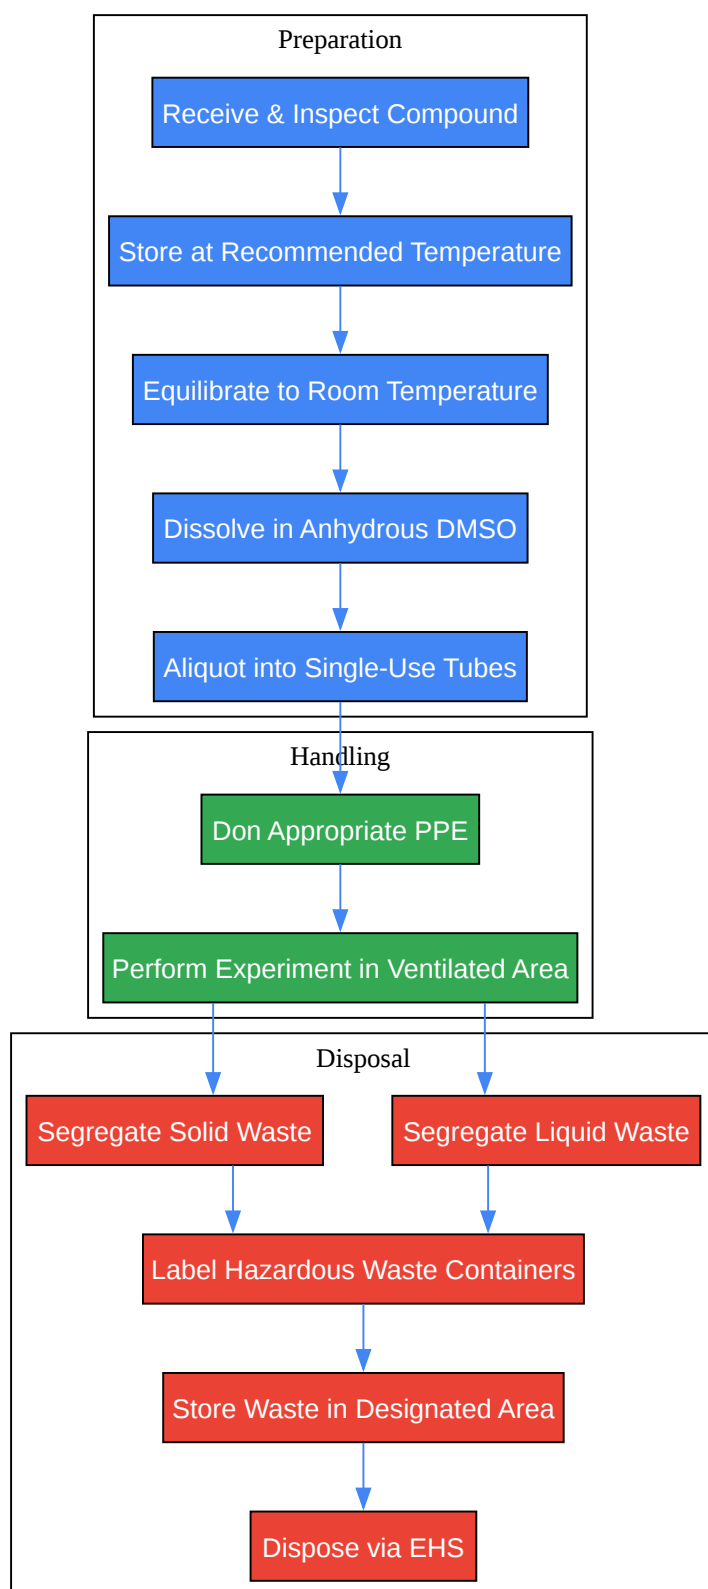 Preparation
Receive & Inspect Compound
Store at Recommended Temperature
Equilibrate to Room Temperature
Dissolve in Anhydrous DMSO
Aliquot into Single-Use Tubes
Handling
Don Appropriate PPE
Perform Experiment in Ventilated Area
Disposal
Segregate Solid Waste
Segregate Liquid Waste
Label Hazardous Waste Containers
Store Waste in Designated Area
Dispose via EHS